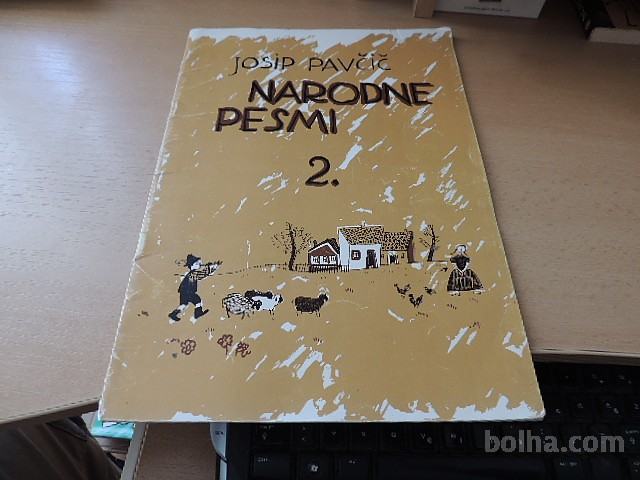 JOSIP PAVČIČ
NARODNE
PESMI
2.
bolha.com